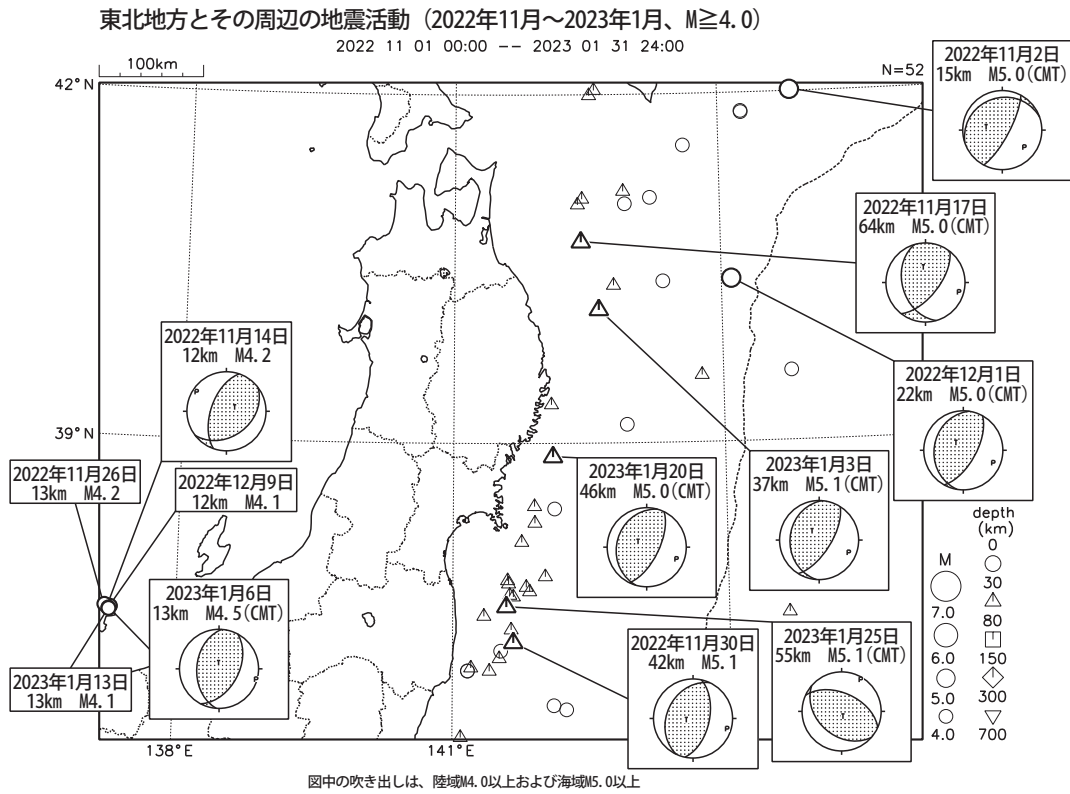 東北地方とその周辺の地震活動（2022年11月～2023年1月、M≧4.0）
2022 11 01 00:00 -- 2023 01 31 24:00
100km
N=52
42°N
39°N
138°E
141°E
2022年11月2日
15km M5.0(CMT)
T
P
2022年11月17日
64km M5.0(CMT)
T
P
2022年12月1日
22km M5.0(CMT)
T
P
2022年11月14日
12km M4.2
P
T
2022年11月26日
13km M4.2
2022年12月9日
12km M4.1
2023年1月6日
13km M4.5(CMT)
T
P
2023年1月13日
13km M4.1
2023年1月20日
46km M5.0(CMT)
T
P
2023年1月3日
37km M5.1(CMT)
T
P
2022年11月30日
42km M5.1
T
P
2023年1月25日
55km M5.1(CMT)
P
T
M
7.0
6.0
5.0
4.0
depth
(km)
0
30
80
150
300
700
図中の吹き出しは、陸域M4.0以上および海域M5.0以上